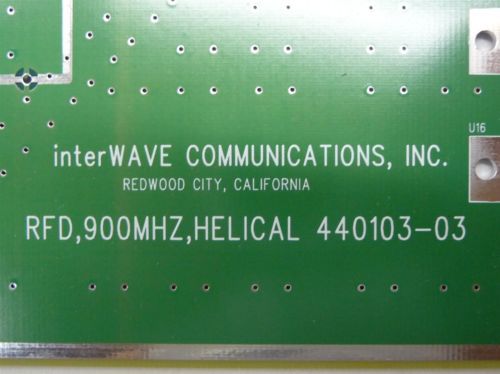 U16
interWAVE COMMUNICATIONS, INC.
REDWOOD CITY, CALIFORNIA
RFD,900MHZ,HELICAL 440103-03